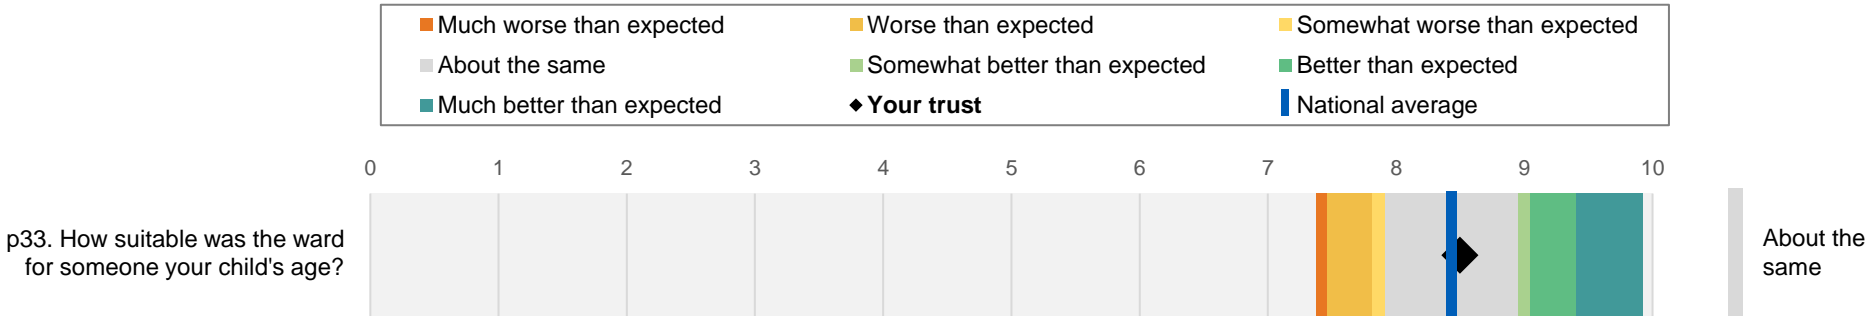 Much worse than expected
Worse than expected
Somewhat worse than expected
About the same
Somewhat better than expected
Better than expected
Much better than expected
Your trust
National average
0 1 2 3 4 5 6 7 8 9 10
p33. How suitable was the ward
for someone your child's age?
About the
same